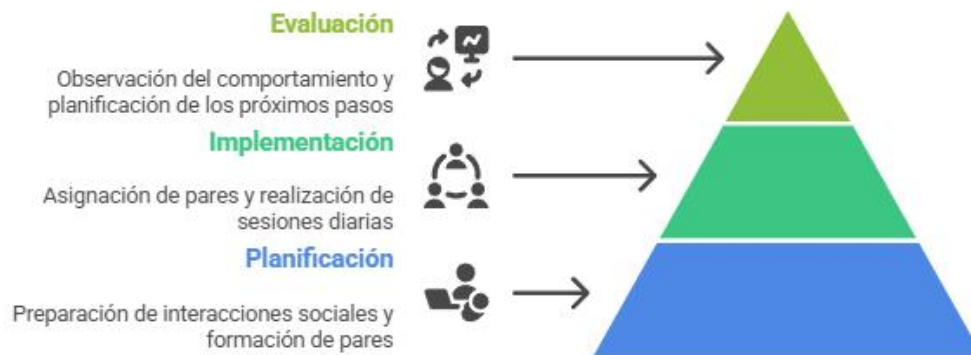 Evaluación
Observación del comportamiento y
planificación de los próximos pasos
Implementación
Asignación de pares y realización de
sesiones diarias
Planificación
Preparación de interacciones sociales y
formación de pares